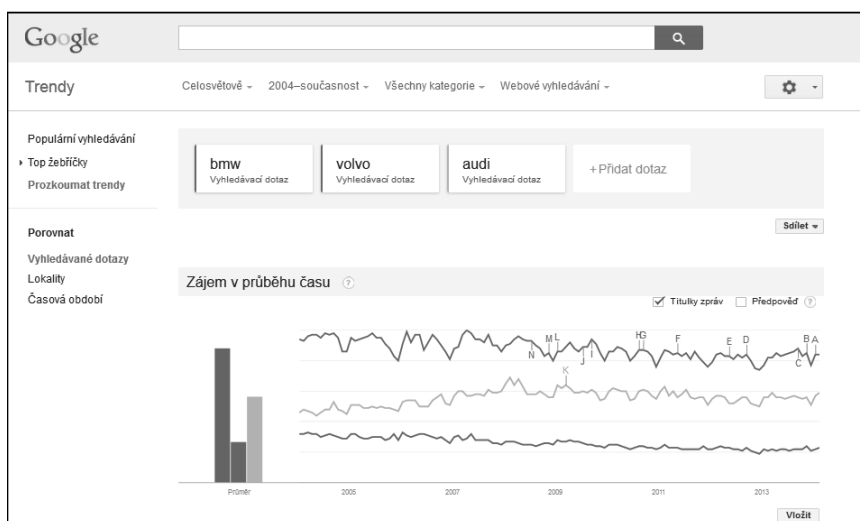 Google
Trendy
Celosvětově
2004–současnost
Všechny kategorie
Webové vyhledávání
Populární vyhledávání
Top žebříčky
Prozkoumat trendy
Porovnat
Vyhledávané dotazy
Lokality
Časová období
bmw
Vyhledávací dotaz
volvo
Vyhledávací dotaz
audi
Vyhledávací dotaz
+Přidat dotaz
Sdílet
Zájem v průběhu času ?
Titulky zpráv
Předpověď ?
N M L J I H G F E D C B A
K
Průměr 2005 2007 2009 2011 2013
Vložit